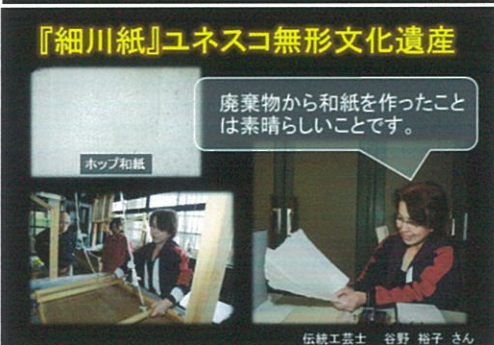 『細川紙』ユネスコ無形文化遺産
廃棄物から和紙を作ったこと
は素晴らしいことです。
ホップ和紙
伝統工芸士 谷野 裕子 さん